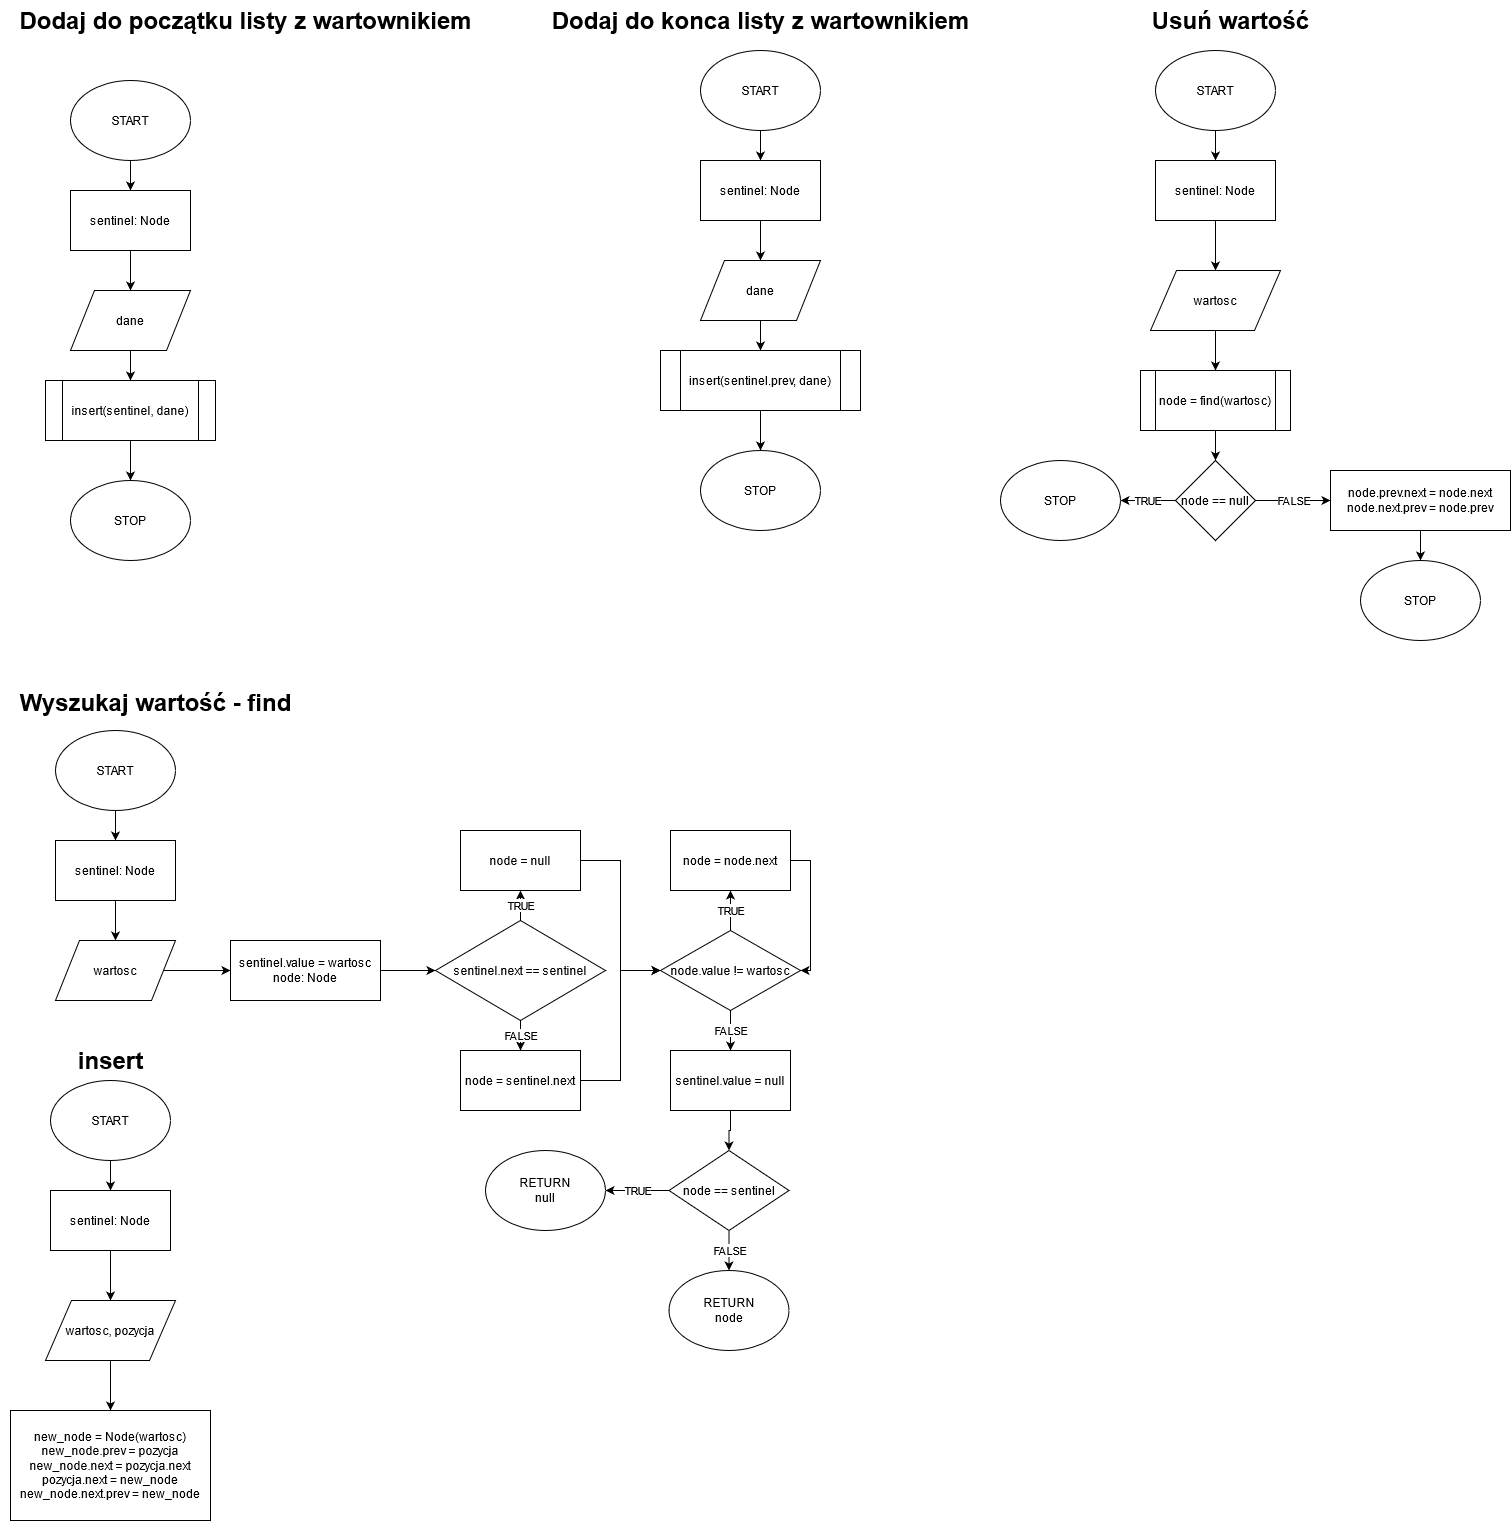 Dodaj do początku listy z wartownikiem
START
sentinel: Node
dane
insert(sentinel, dane)
STOP
Dodaj do konca listy z wartownikiem
START
sentinel: Node
dane
insert(sentinel.prev, dane)
STOP
Usuń wartość
START
sentinel: Node
wartosc
node = find(wartosc)
node == null
TRUE
STOP
FALSE
node.prev.next = node.next
node.next.prev = node.prev
STOP
Wyszukaj wartość - find
START
sentinel: Node
wartosc
sentinel.value = wartosc
node: Node
sentinel.next == sentinel
TRUE
node = null
FALSE
node = sentinel.next
node.value != wartosc
TRUE
node = node.next
FALSE
sentinel.value = null
node == sentinel
TRUE
RETURN
null
FALSE
RETURN
node
insert
START
sentinel: Node
wartosc, pozycja
new_node = Node(wartosc)
new_node.prev = pozycja
new_node.next = pozycja.next
pozycja.next = new_node
new_node.next.prev = new_node